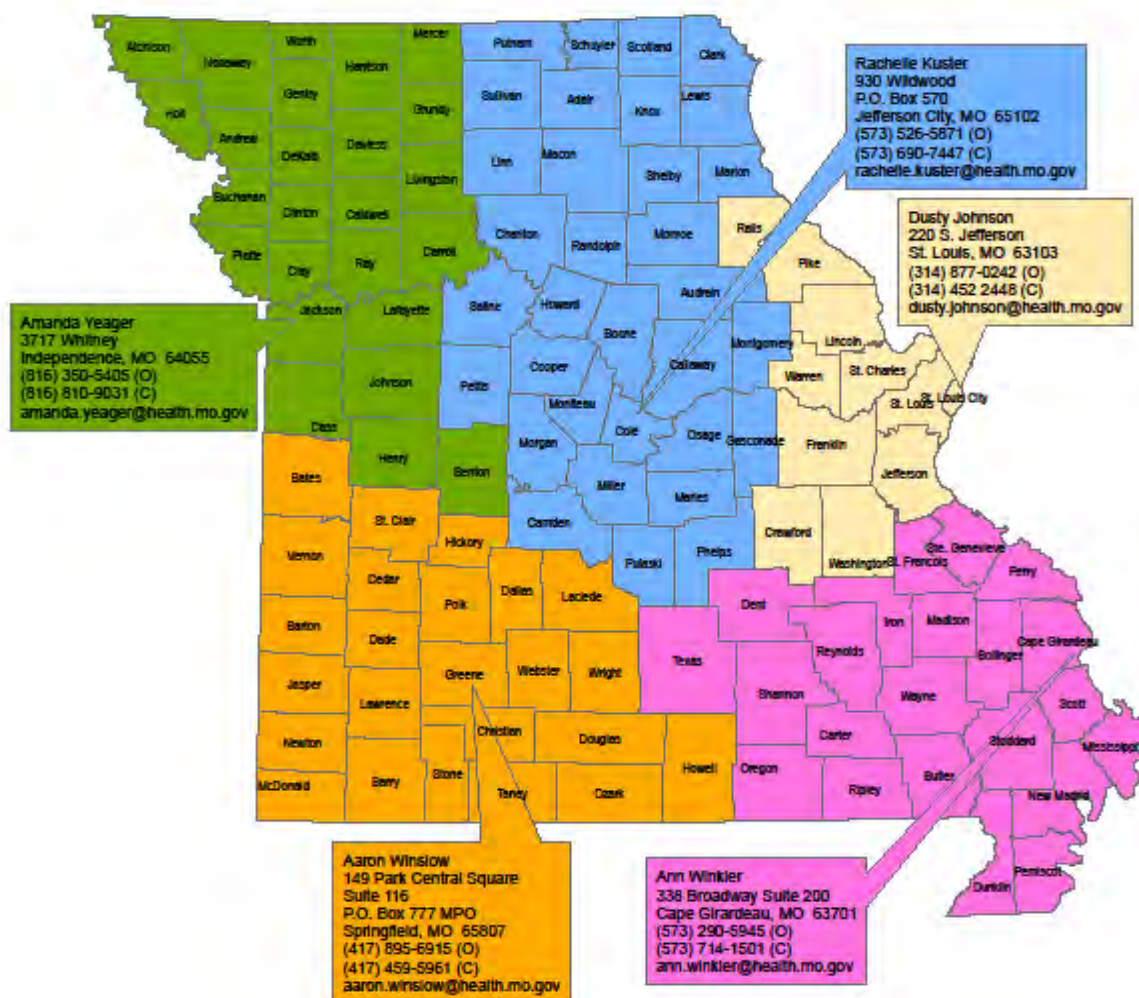 Atchison
Nodaway
Worth
Harrison
Mercer
Putnam
Schuyler
Scotland
Clark
Holt
Gentry
Sullivan
Adair
Knox
Lewis
Andrew
DeKalb
Daviess
Grundy
Linn
Macon
Shelby
Marion
Buchanan
Clinton
Caldwell
Livingston
Chariton
Randolph
Monroe
Ralls
Pike
Platte
Clay
Ray
Carroll
Saline
Howard
Boone
Audrain
Jackson
Lafayette
Cooper
Callaway
Montgomery
Lincoln
Warren
St. Charles
Johnson
Pettis
Moniteau
Cole
Osage
Gasconade
Franklin
St. Louis
St. Louis City
Cass
Henry
Benton
Morgan
Miller
Maries
Jefferson
Bates
St. Clair
Hickory
Camden
Pulaski
Phelps
Crawford
Washington
St. Francois
Ste. Genevieve
Perry
Vernon
Cedar
Polk
Dallas
Laclede
Dent
Iron
Madison
Bollinger
Cape Girardeau
Barton
Dade
Greene
Webster
Wright
Texas
Reynolds
Shannon
Wayne
Scott
Jasper
Lawrence
Christian
Douglas
Howell
Carter
Stoddard
Mississippi
Newton
McDonald
Barry
Stone
Taney
Ozark
Oregon
Ripley
Butler
New Madrid
Dunklin
Pemiscot
Rachelle Kuster
930 Wildwood
P.O. Box 570
Jefferson City, MO 65102
(573) 526-5871 (O)
(573) 690-7447 (C)
rachelle.kuster@health.mo.gov
Dusty Johnson
220 S. Jefferson
St. Louis, MO 63103
(314) 877-0242 (O)
(314) 452 2448 (C)
dusty.johnson@health.mo.gov
Amanda Yeager
3717 Whitney
Independence, MO 64055
(816) 350-5405 (O)
(816) 810-9031 (C)
amanda.yeager@health.mo.gov
Aaron Winslow
149 Park Central Square
Suite 116
P.O. Box 777 MPO
Springfield, MO 65807
(417) 895-6915 (O)
(417) 459-5961 (C)
aaron.winslow@health.mo.gov
Ann Winkler
338 Broadway Suite 200
Cape Girardeau, MO 63701
(573) 290-5945 (O)
(573) 714-1501 (C)
ann.winkler@health.mo.gov